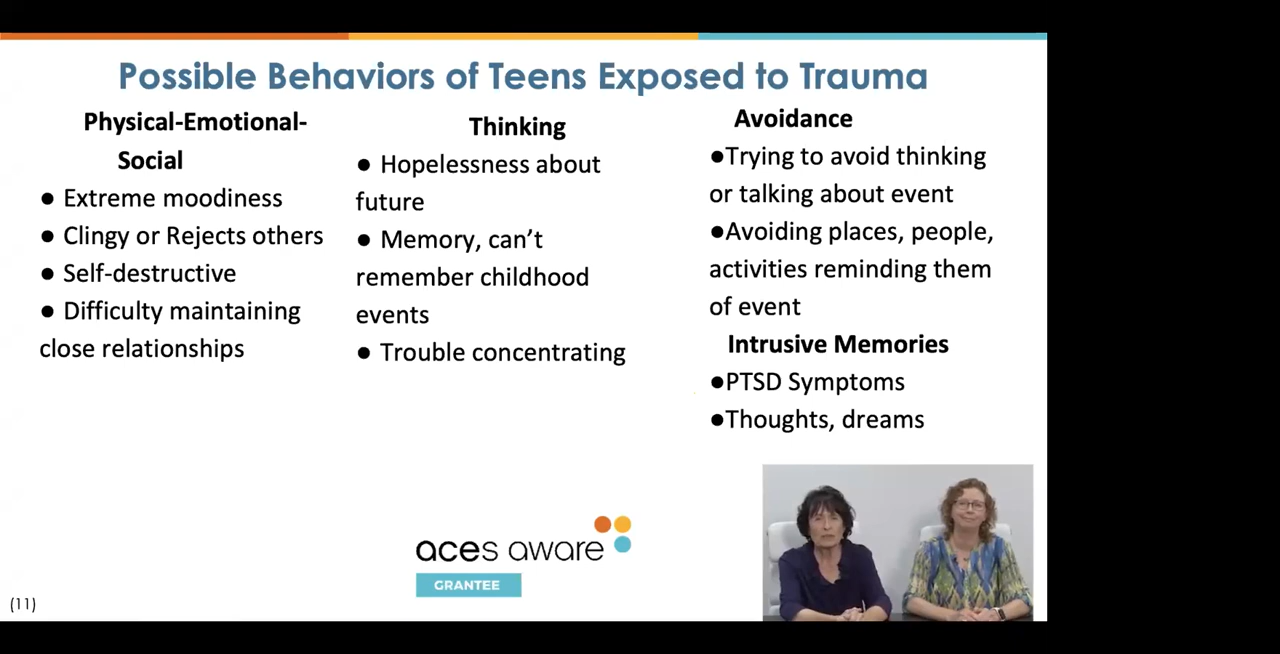 Possible Behaviors of Teens Exposed to Trauma
Physical-Emotional-
Social
● Extreme moodiness
● Clingy or Rejects others
● Self-destructive
● Difficulty maintaining
close relationships
Thinking
● Hopelessness about
future
● Memory, can’t
remember childhood
events
● Trouble concentrating
Avoidance
●Trying to avoid thinking
or talking about event
●Avoiding places, people,
activities reminding them
of event
Intrusive Memories
●PTSD Symptoms
●Thoughts, dreams
aces aware
GRANTEE
(11)